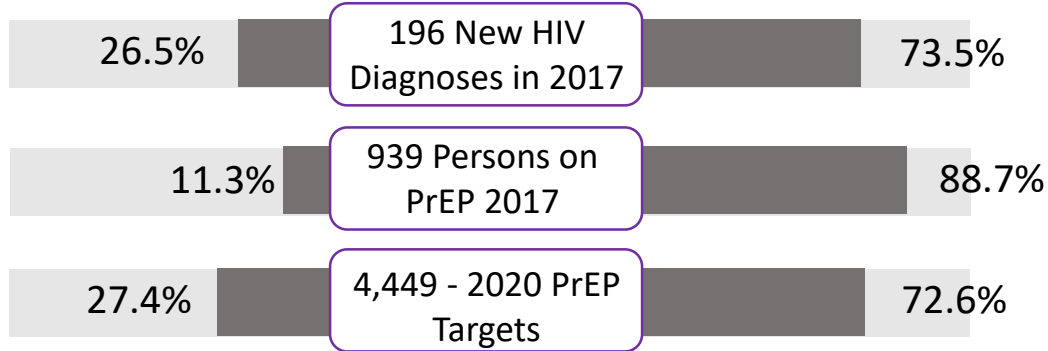 26.5%
196 New HIV
Diagnoses in 2017
73.5%
11.3%
939 Persons on
PrEP 2017
88.7%
27.4%
4,449 - 2020 PrEP
Targets
72.6%